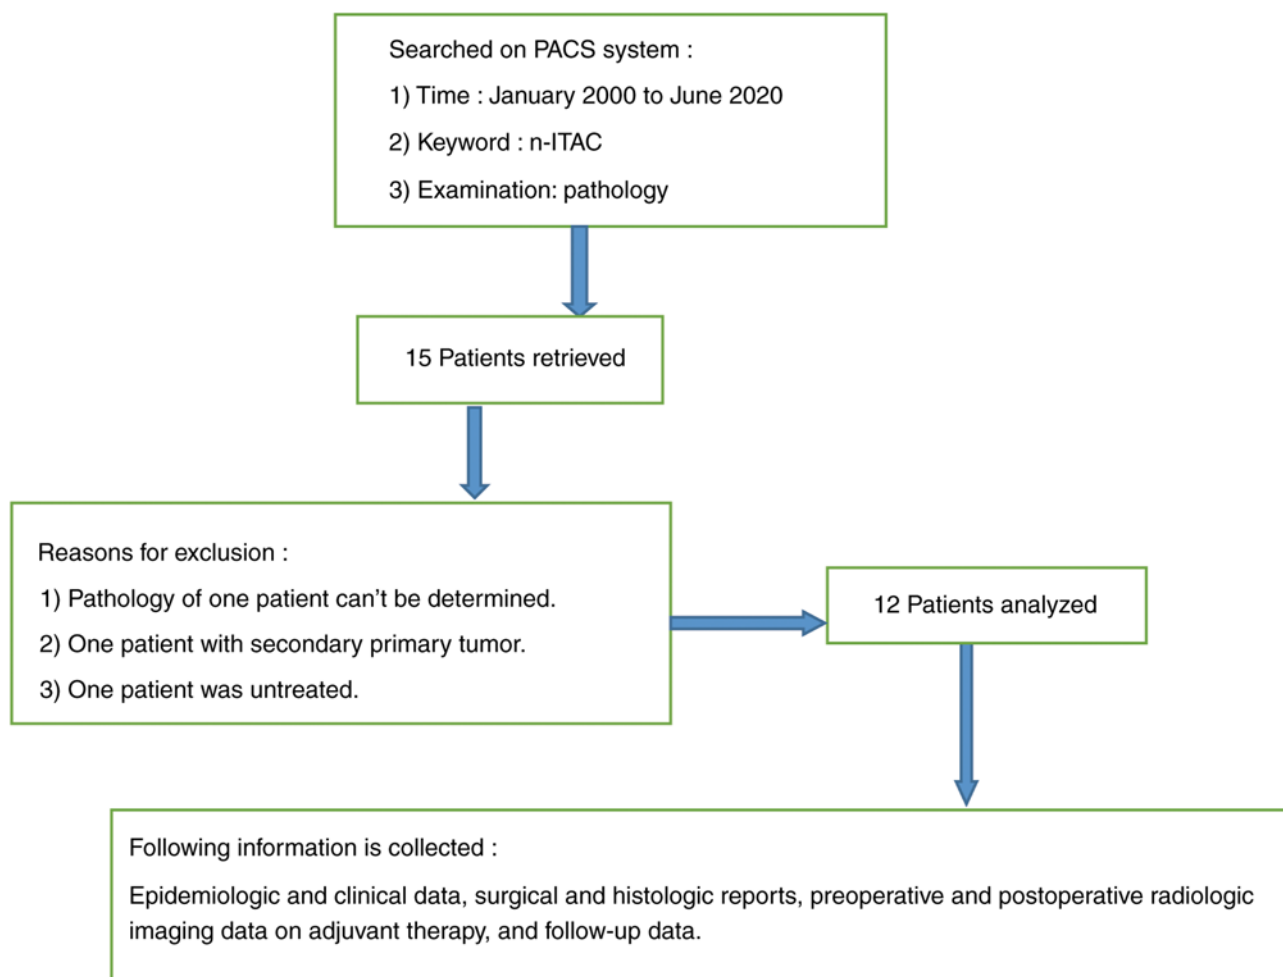 Searched on PACS system :
1) Time : January 2000 to June 2020
2) Keyword : n-ITAC
3) Examination: pathology
15 Patients retrieved
Reasons for exclusion :
1) Pathology of one patient can’t be determined.
2) One patient with secondary primary tumor.
3) One patient was untreated.
12 Patients analyzed
Following information is collected :
Epidemiologic and clinical data, surgical and histologic reports, preoperative and postoperative radiologic
imaging data on adjuvant therapy, and follow-up data.